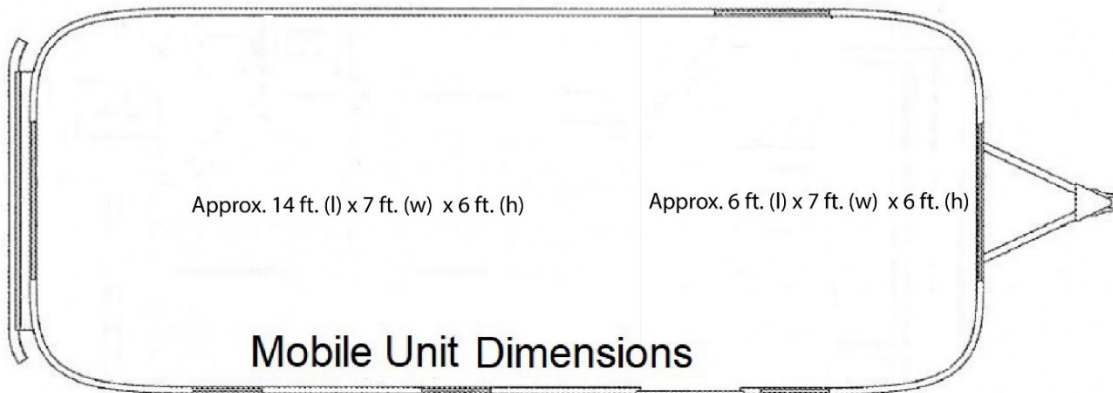 Approx. 14 ft. (l) x 7 ft. (w) x 6 ft. (h)
Approx. 6 ft. (l) x 7 ft. (w) x 6 ft. (h)
Mobile Unit Dimensions